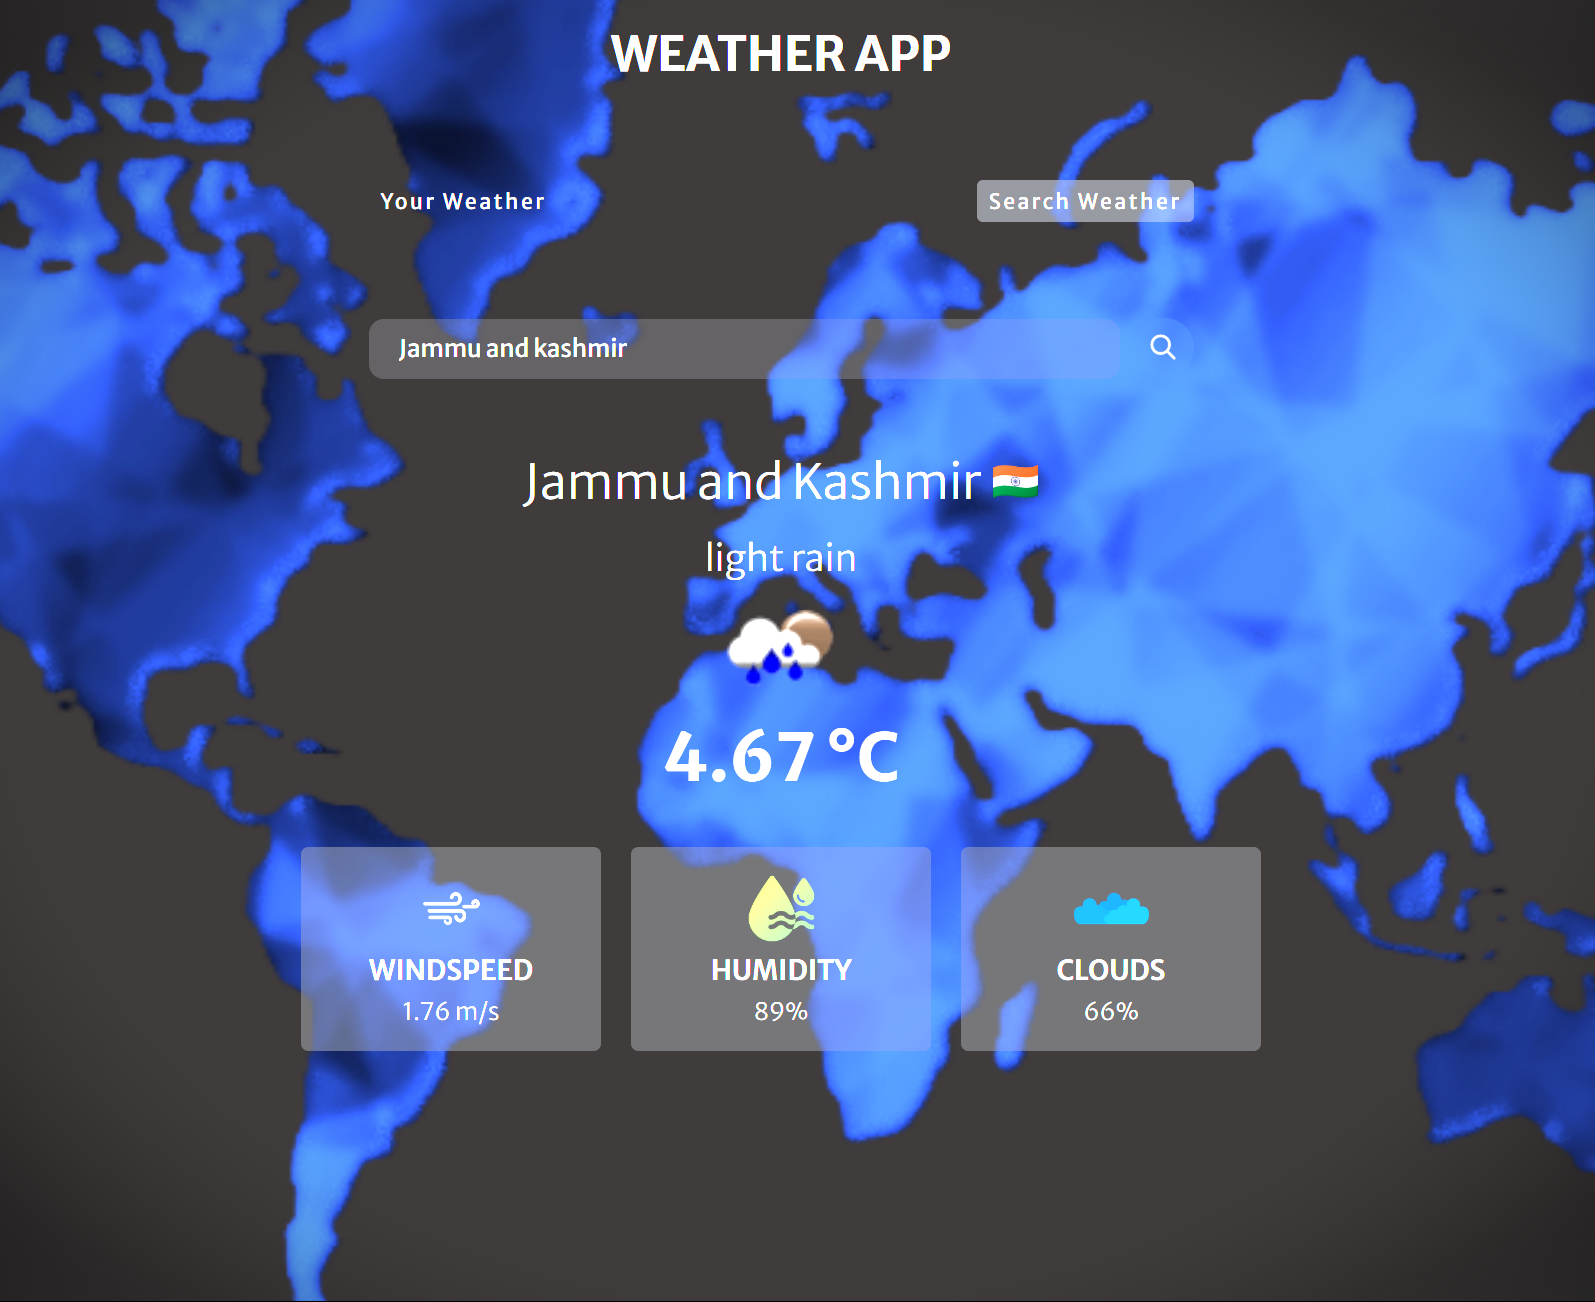 WEATHER APP
Your Weather
Search Weather
Jammu and kashmir
Jammu and Kashmir
light rain
4.67 °C
WINDSPEED
1.76 m/s
HUMIDITY
89%
CLOUDS
66%